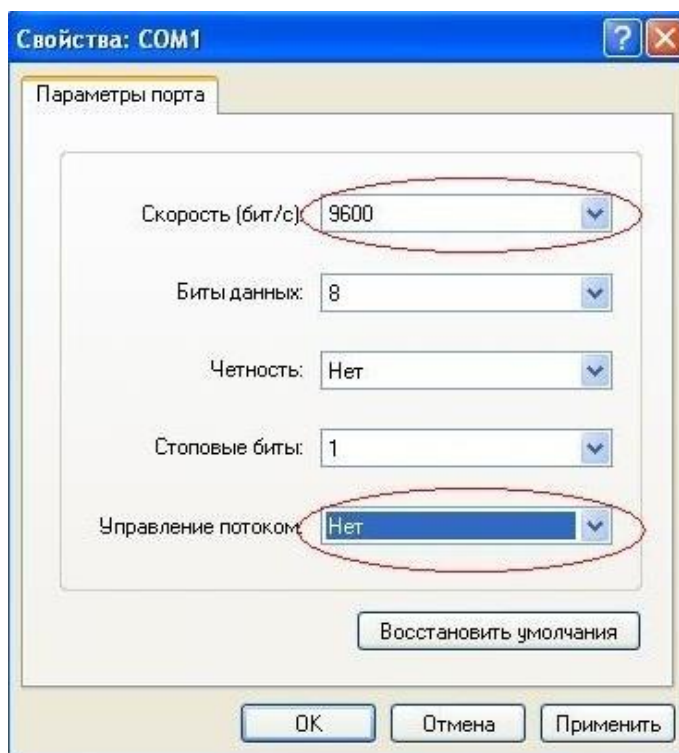 Свойства: COM1
Параметры порта
Скорость (бит/с) 9600
Биты данных: 8
Четность: Нет
Стоповые биты: 1
Управление потоком Нет
Восстановить умолчания
OK Отмена Применить